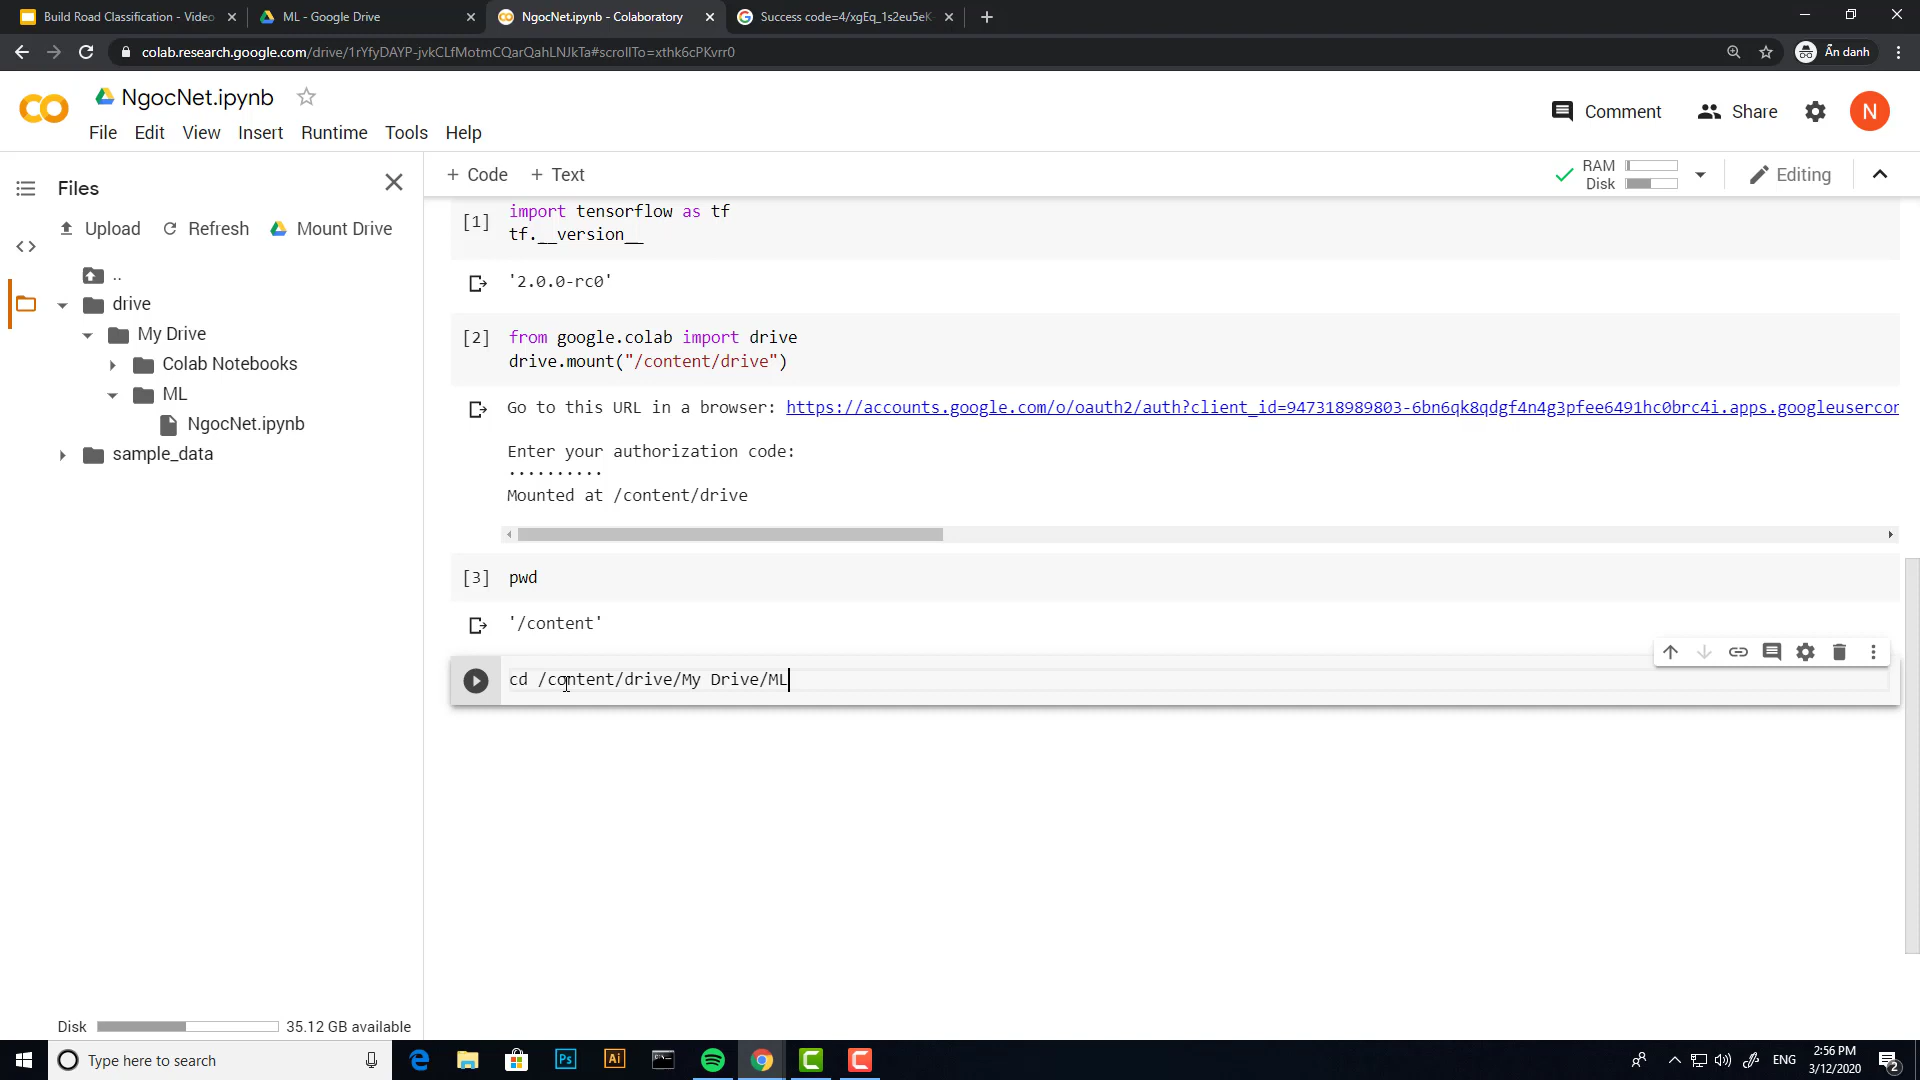 Build Road Classification - Video
ML - Google Drive
NgocNet.ipynb - Colaboratory
Success code=4/xgEq_1s2eu5eK
colab.research.google.com/drive/1rYfyDAYP-jvkCLfMotmCQarQahLNJkTa#scrollTo=xthk6cPKvrr0
Ẩn danh
NgocNet.ipynb
Comment
Share
N
File Edit View Insert Runtime Tools Help
Files
+ Code + Text
RAM
Disk
Editing
Upload Refresh Mount Drive
..
drive
My Drive
Colab Notebooks
ML
NgocNet.ipynb
sample_data
Disk 35.12 GB available
[1] import tensorflow as tf
tf.__version__
'2.0.0-rc0'
[2] from google.colab import drive
drive.mount("/content/drive")
Go to this URL in a browser: https://accounts.google.com/o/oauth2/auth?client_id=947318989803-6bn6qk8qdgf4n4g3pfee6491hc0brc4i.apps.googleusercon
Enter your authorization code:
··········
Mounted at /content/drive
[3] pwd
'/content'
cd /content/drive/My Drive/ML
Type here to search
Ps
Ai
ENG
2:56 PM
3/12/2020
2